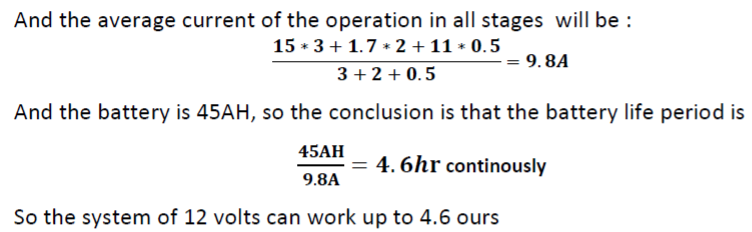 And the average current of the operation in all stages will be :
15 * 3 + 1.7 * 2 + 11 * 0.5
3 + 2 + 0.5
= 9.8A
And the battery is 45AH, so the conclusion is that the battery life period is
45AH
9.8A
= 4.6hr continously
So the system of 12 volts can work up to 4.6 ours